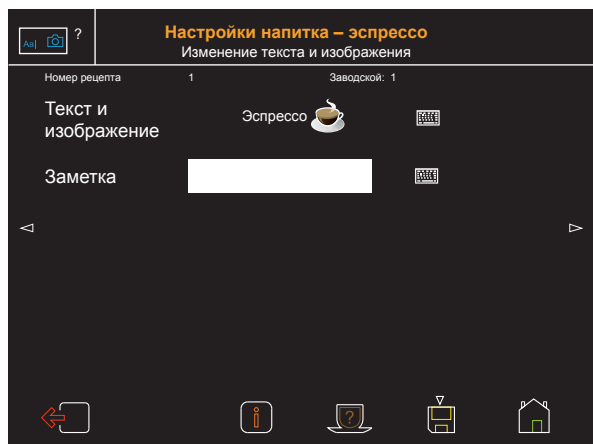 Aa| ?
Настройки напитка – эспрессо
Изменение текста и изображения
Номер рецепта 1 Заводской: 1
Текст и
изображение
Эспрессо
Заметка
i ?